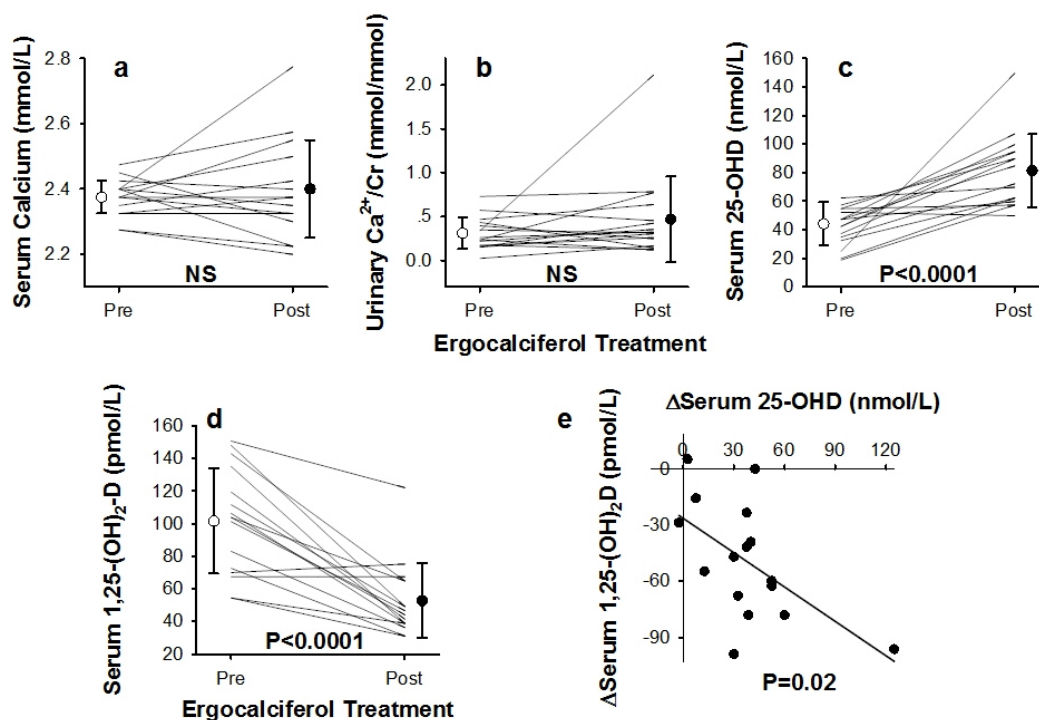 a
Serum Calcium (mmol/L)
2.8
2.6
2.4
2.2
NS
Pre
Post
b
Urinary Ca²⁺/Cr (mmol/mmol)
2.0
1.5
1.0
.5
0.0
NS
Pre
Post
c
Serum 25-OHD (nmol/L)
160
140
120
100
80
60
40
20
0
P<0.0001
Pre
Post
Ergocalciferol Treatment
d
Serum 1,25-(OH)₂-D (pmol/L)
160
140
120
100
80
60
40
20
P<0.0001
Pre
Post
Ergocalciferol Treatment
e
ΔSerum 25-OHD (nmol/L)
0
30
60
90
120
ΔSerum 1,25-(OH)₂D (pmol/L)
-0
-30
-60
-90
P=0.02